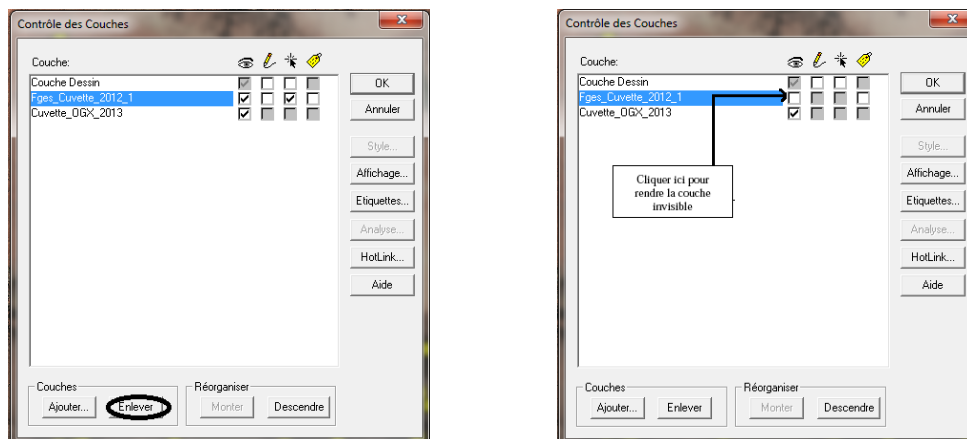 Contrôle des Couches
Couche:
Couche Dessin
Fges_Cuvette_2012_1
Cuvette_OGX_2013
OK
Annuler
Style...
Affichage...
Etiquettes...
Analyse...
HotLink...
Aide
Couches
Ajouter...
Enlever
Réorganiser
Monter
Descendre
Contrôle des Couches
Couche:
Couche Dessin
Fges_Cuvette_2012_1
Cuvette_OGX_2013
Cliquer ici pour
rendre la couche
invisible
OK
Annuler
Style...
Affichage...
Etiquettes...
Analyse...
HotLink...
Aide
Couches
Ajouter...
Enlever
Réorganiser
Monter
Descendre